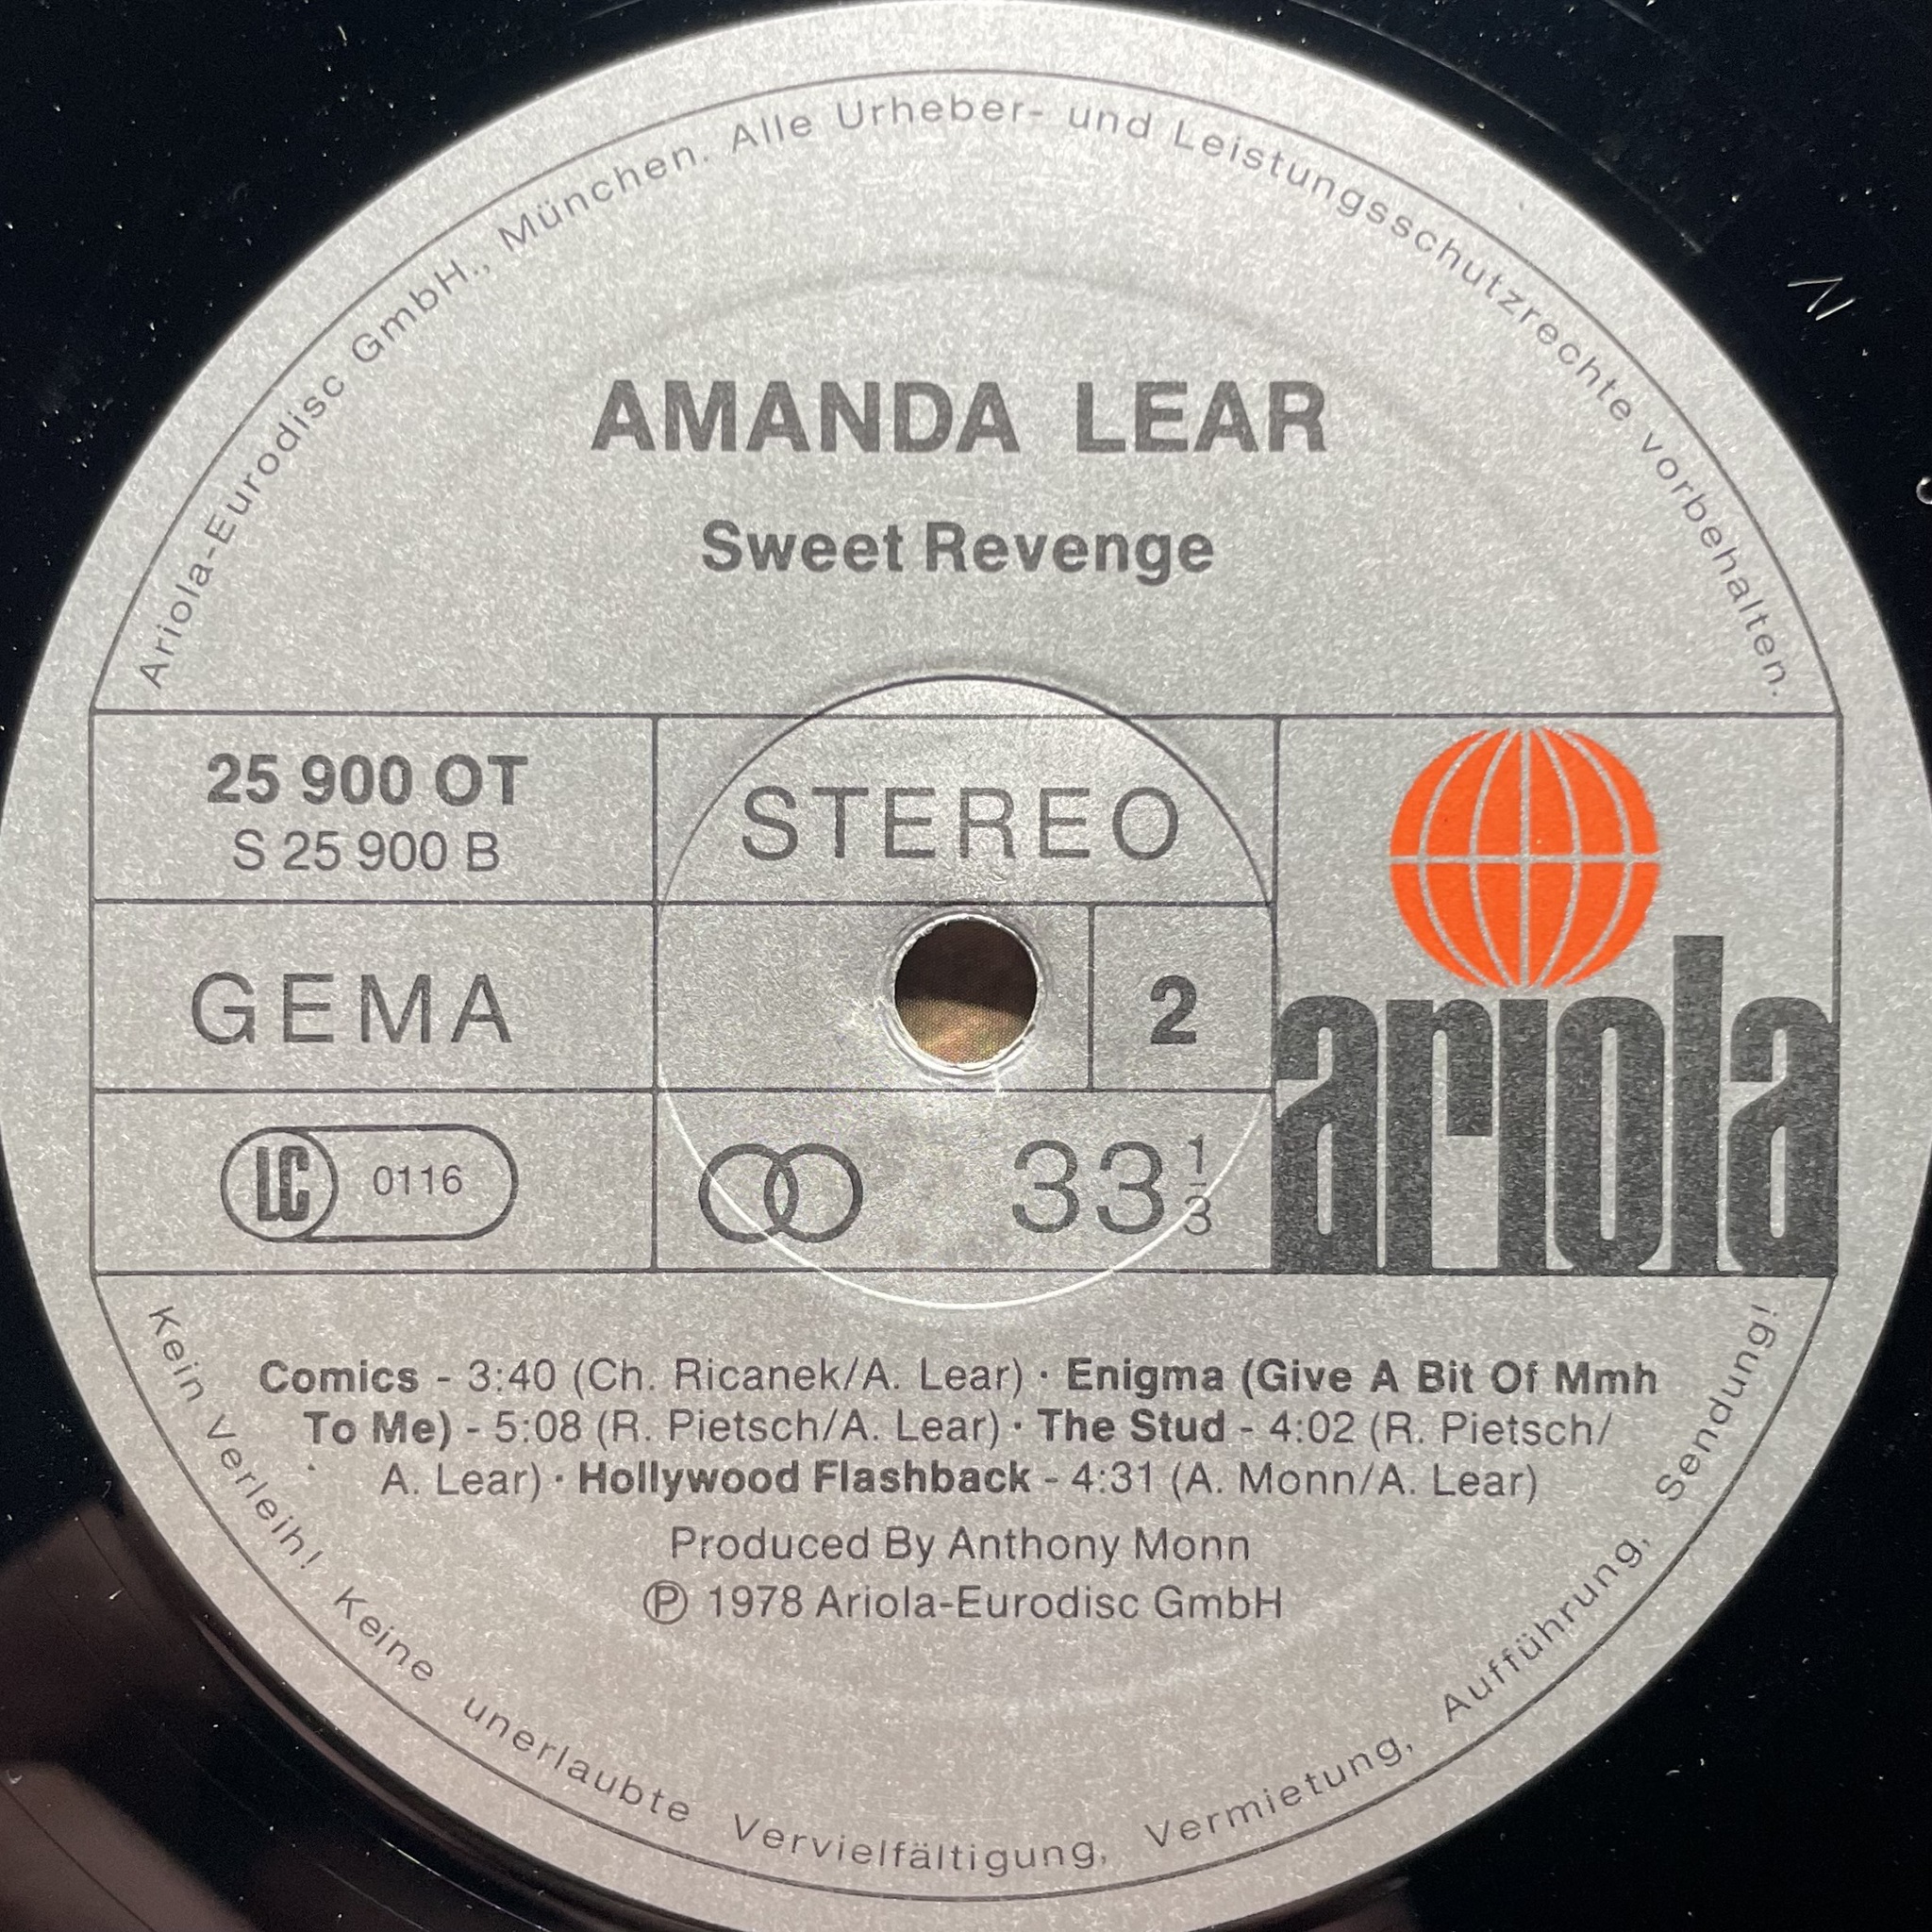 Ariola-Eurodisc GmbH., München. Alle Urheber- und Leistungsschutzrechte vorbehalten.
AMANDA LEAR
Sweet Revenge
25 900 OT
S 25 900 B
STEREO
GEMA
2
ariola
LC 0116
33 1/3
Comics - 3:40 (Ch. Ricanek/A. Lear) · Enigma (Give A Bit Of Mmh
To Me) - 5:08 (R. Pietsch/A. Lear) · The Stud - 4:02 (R. Pietsch/
A. Lear) · Hollywood Flashback - 4:31 (A. Monn/A. Lear)
Produced By Anthony Monn
Ⓟ 1978 Ariola-Eurodisc GmbH
Kein Verleih! Keine unerlaubte Vervielfältigung, Vermietung, Aufführung, Sendung!